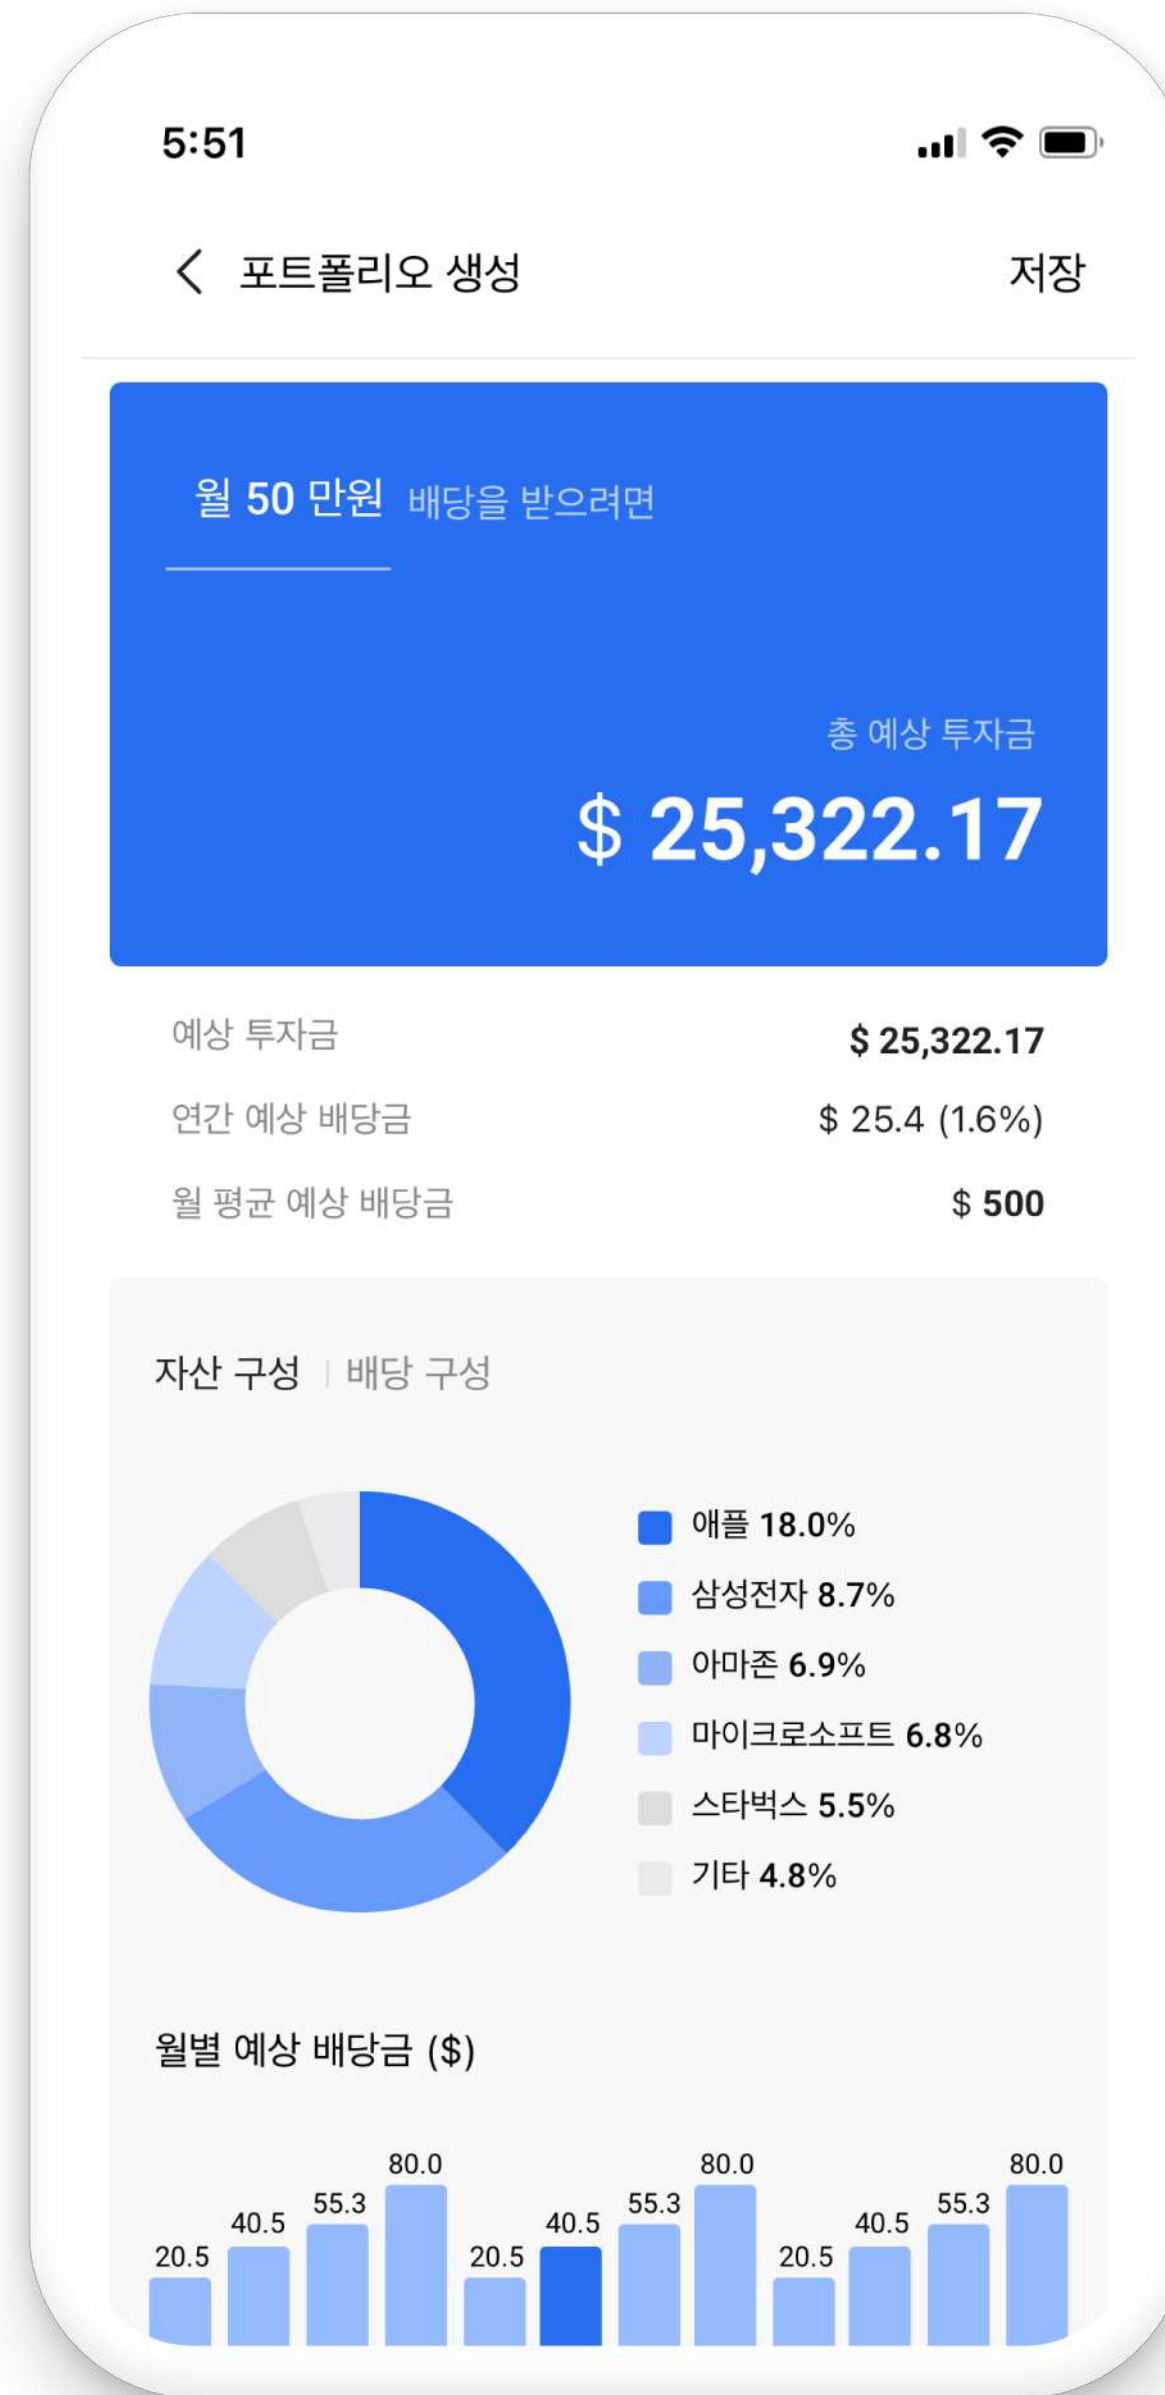 5:51
포트폴리오 생성 저장
월 50 만원 배당을 받으려면
총 예상 투자금
$ 25,322.17
예상 투자금 $ 25,322.17
연간 예상 배당금 $ 25.4 (1.6%)
월 평균 예상 배당금 $ 500
자산 구성 배당 구성
애플 18.0%
삼성전자 8.7%
아마존 6.9%
마이크로소프트 6.8%
스타벅스 5.5%
기타 4.8%
월별 예상 배당금 ($)
20.5 40.5 55.3 80.0 20.5 40.5 55.3 80.0 20.5 40.5 55.3 80.0